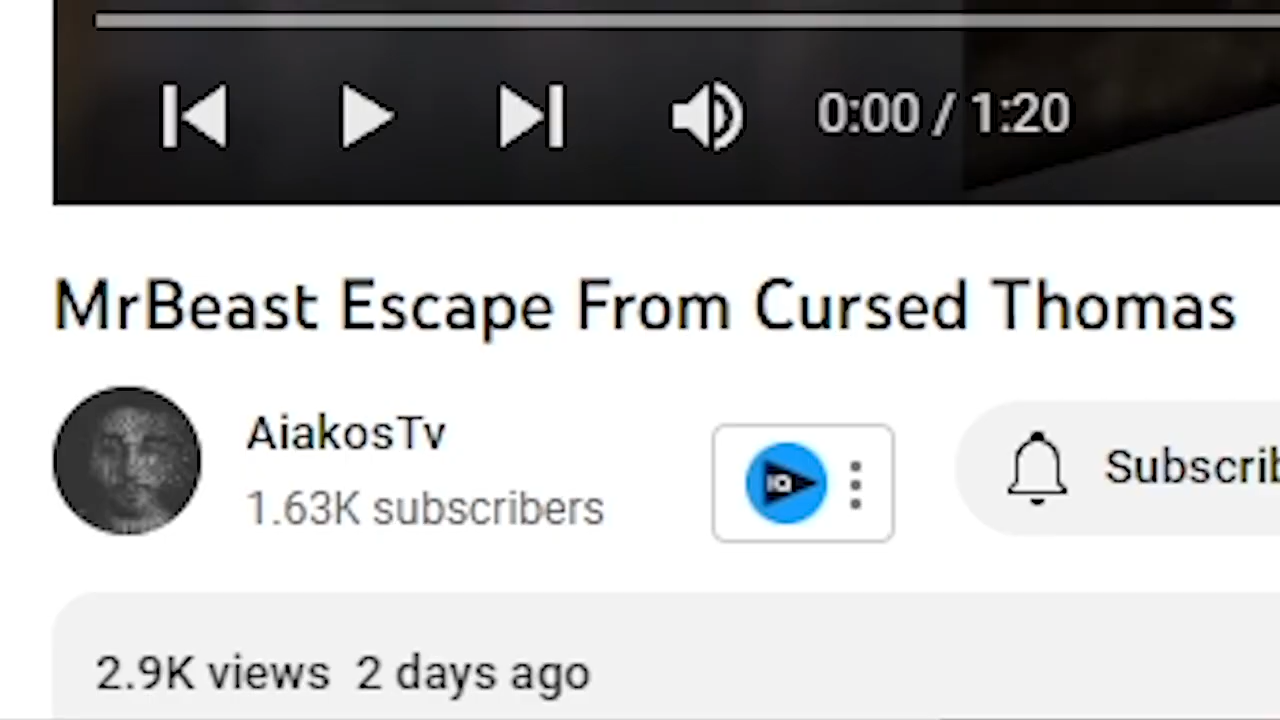 0:00 / 1:20
MrBeast Escape From Cursed Thomas
AiakosTv
1.63K subscribers
IQ
Subscrib
2.9K views 2 days ago